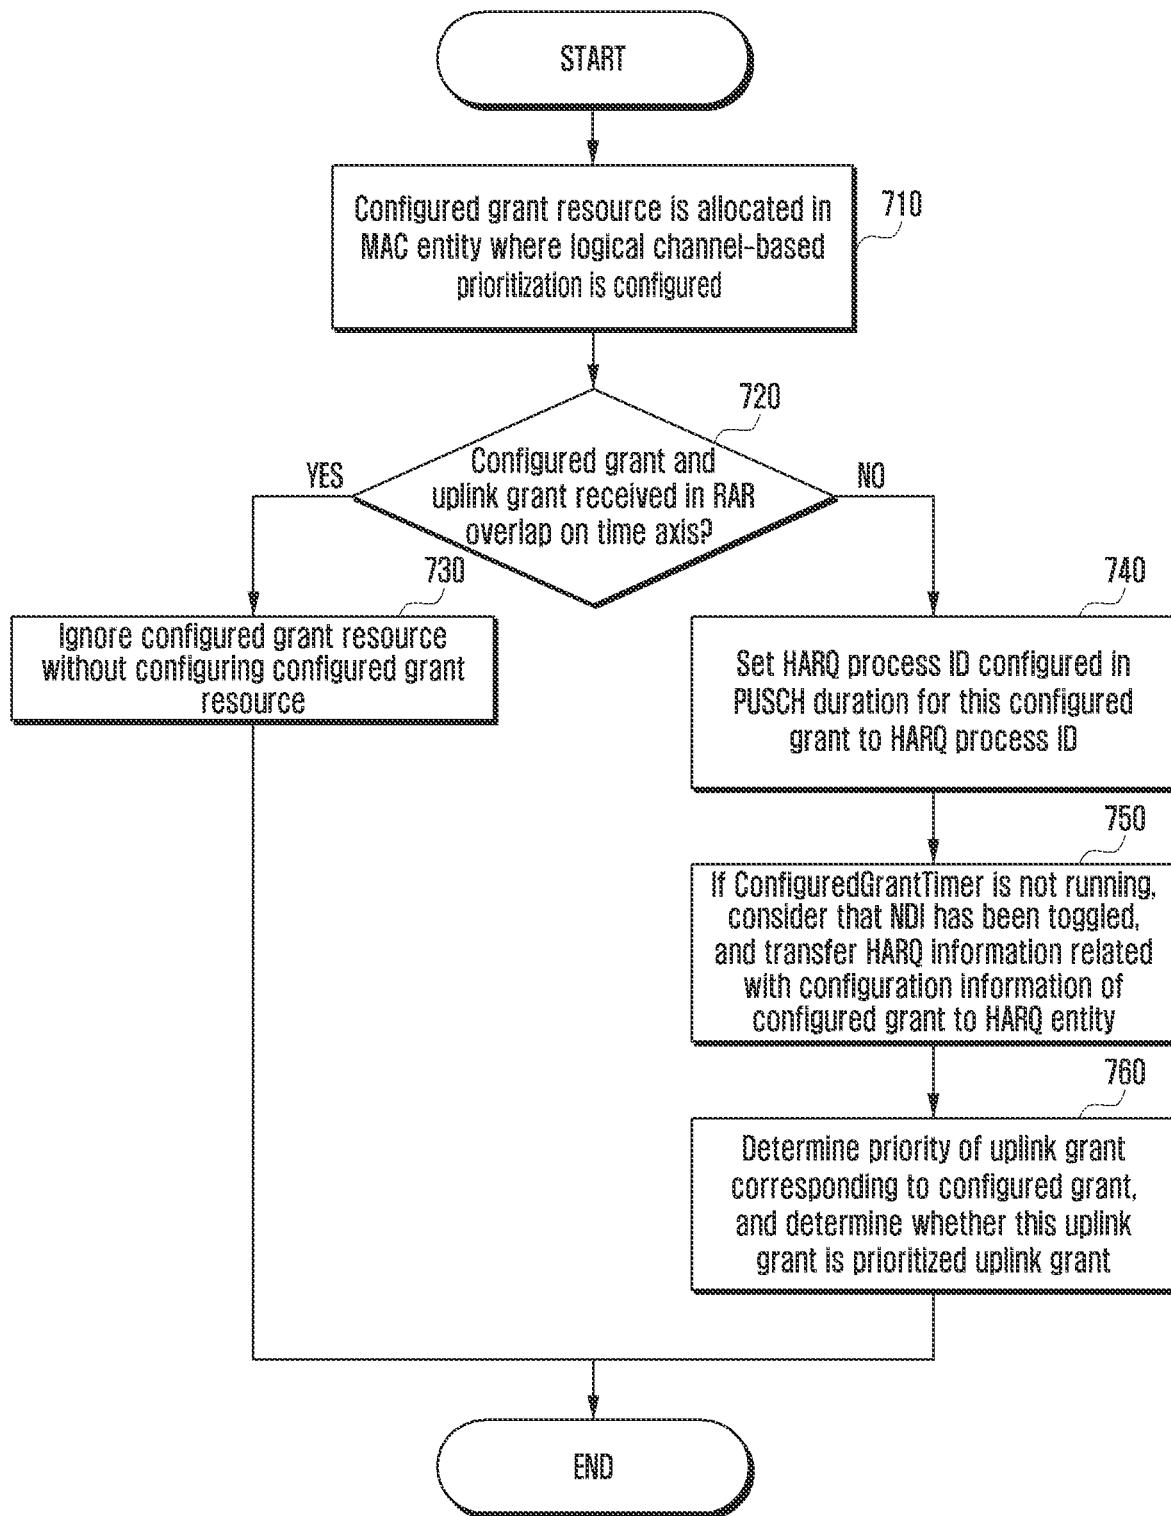 START
Configured grant resource is allocated in
MAC entity where logical channel-based
prioritization is configured
710
720
Configured grant and
uplink grant received in RAR
overlap on time axis?
YES
NO
730
Ignore configured grant resource
without configuring configured grant
resource
740
Set HARQ process ID configured in
PUSCH duration for this configured
grant to HARQ process ID
750
If ConfiguredGrantTimer is not running,
consider that NDI has been toggled,
and transfer HARQ information related
with configuration information of
configured grant to HARQ entity
760
Determine priority of uplink grant
corresponding to configured grant,
and determine whether this uplink
grant is prioritized uplink grant
END